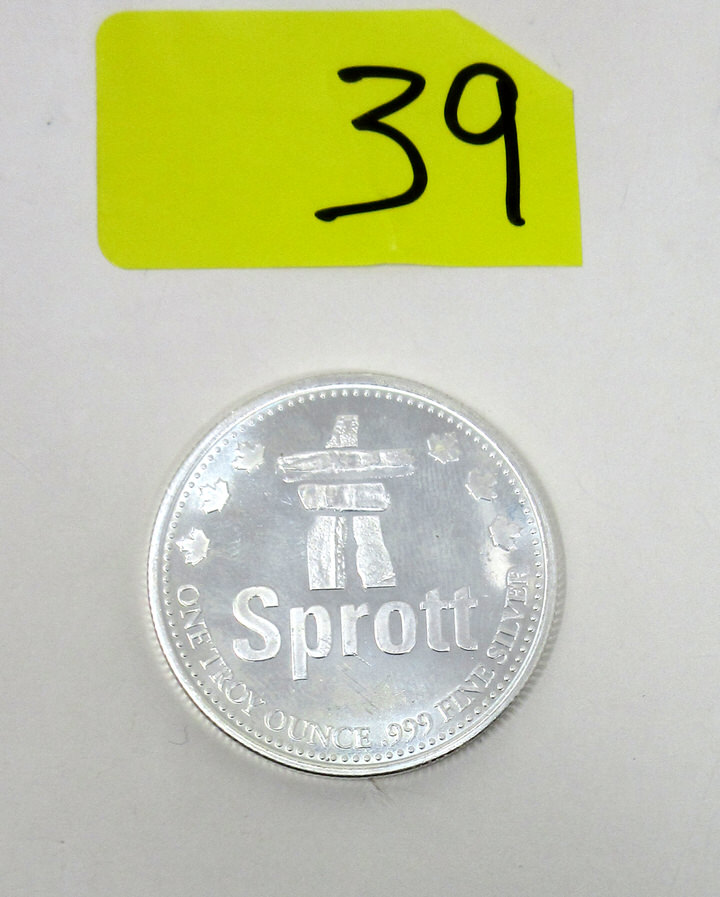 39
Sprott
ONE TROY OUNCE .999 FINE SILVER